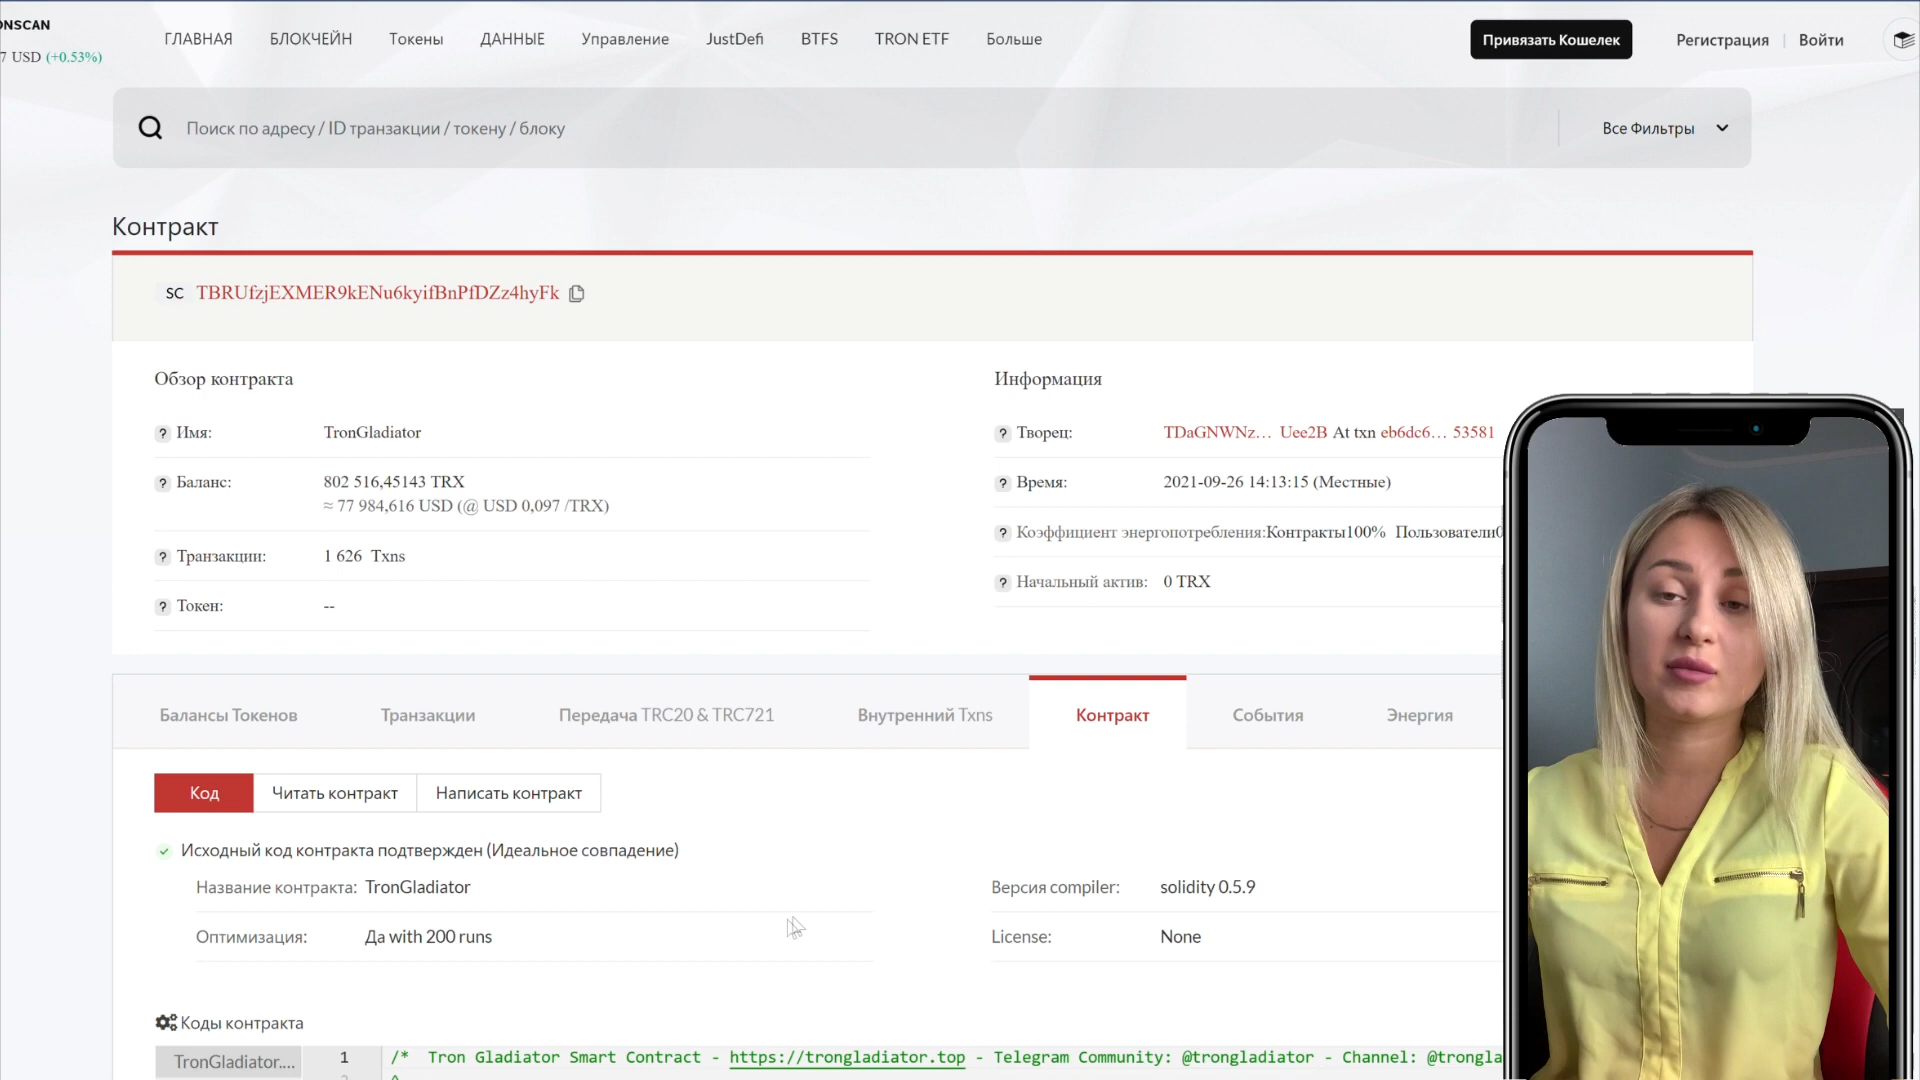 ONSCAN
7 USD (+0.53%)
ГЛАВНАЯ БЛОКЧЕЙН Токены ДАННЫЕ Управление JustDefi BTFS TRON ETF Больше
Привязать Кошелек
Регистрация | Войти
Поиск по адресу / ID транзакции / токену / блоку
Все Фильтры
Контракт
SC TBRUfzjEXMER9kENu6kyifBnPfDZz4hyFk
Обзор контракта
? Имя: TronGladiator
? Баланс: 802 516,45143 TRX
≈ 77 984,616 USD (@ USD 0,097 /TRX)
? Транзакции: 1 626 Txns
? Токен: --
Информация
? Творец: TDaGNWNz... Uee2B At txn eb6dc6... 53581
? Время: 2021-09-26 14:13:15 (Местные)
? Коэффициент энергопотребления:Контракты100% Пользователи0
? Начальный актив: 0 TRX
Балансы Токенов Транзакции Передача TRC20 & TRC721 Внутренний Txns Контракт События Энергия
Код Читать контракт Написать контракт
Исходный код контракта подтвержден (Идеальное совпадение)
Название контракта: TronGladiator
Версия compiler: solidity 0.5.9
Оптимизация: Да with 200 runs
License: None
Коды контракта
TronGladiator....
1 /* Tron Gladiator Smart Contract - https://trongladiator.top - Telegram Community: @trongladiator - Channel: @trongla